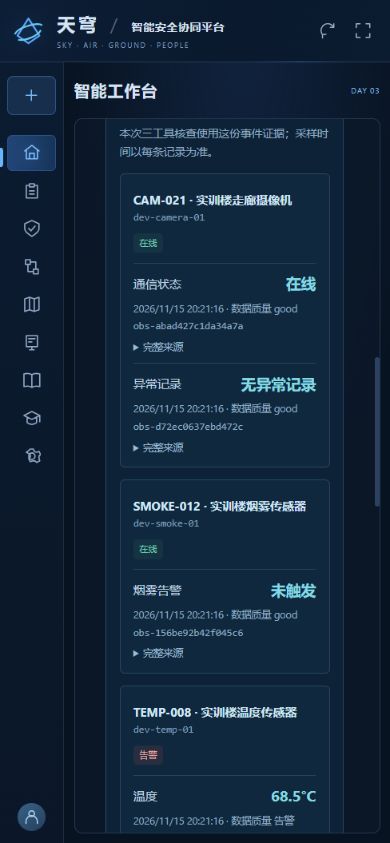 天穹 / 智能安全协同平台
SKY · AIR · GROUND · PEOPLE
智能工作台
DAY 03
本次三工具核查使用这份事件证据；采样时
间以每条记录为准。
CAM-021 · 实训楼走廊摄像机
dev-camera-01
在线
通信状态 在线
2026/11/15 20:21:16 · 数据质量 good
obs-abad427c1da34a7a
▶ 完整来源
异常记录 无异常记录
2026/11/15 20:21:16 · 数据质量 good
obs-d72ec0637ebd472c
▶ 完整来源
SMOKE-012 · 实训楼烟雾传感器
dev-smoke-01
在线
烟雾告警 未触发
2026/11/15 20:21:16 · 数据质量 good
obs-156be92b42f045c6
▶ 完整来源
TEMP-008 · 实训楼温度传感器
dev-temp-01
告警
温度 68.5°C
2026/11/15 20:21:16 · 数据质量 告警